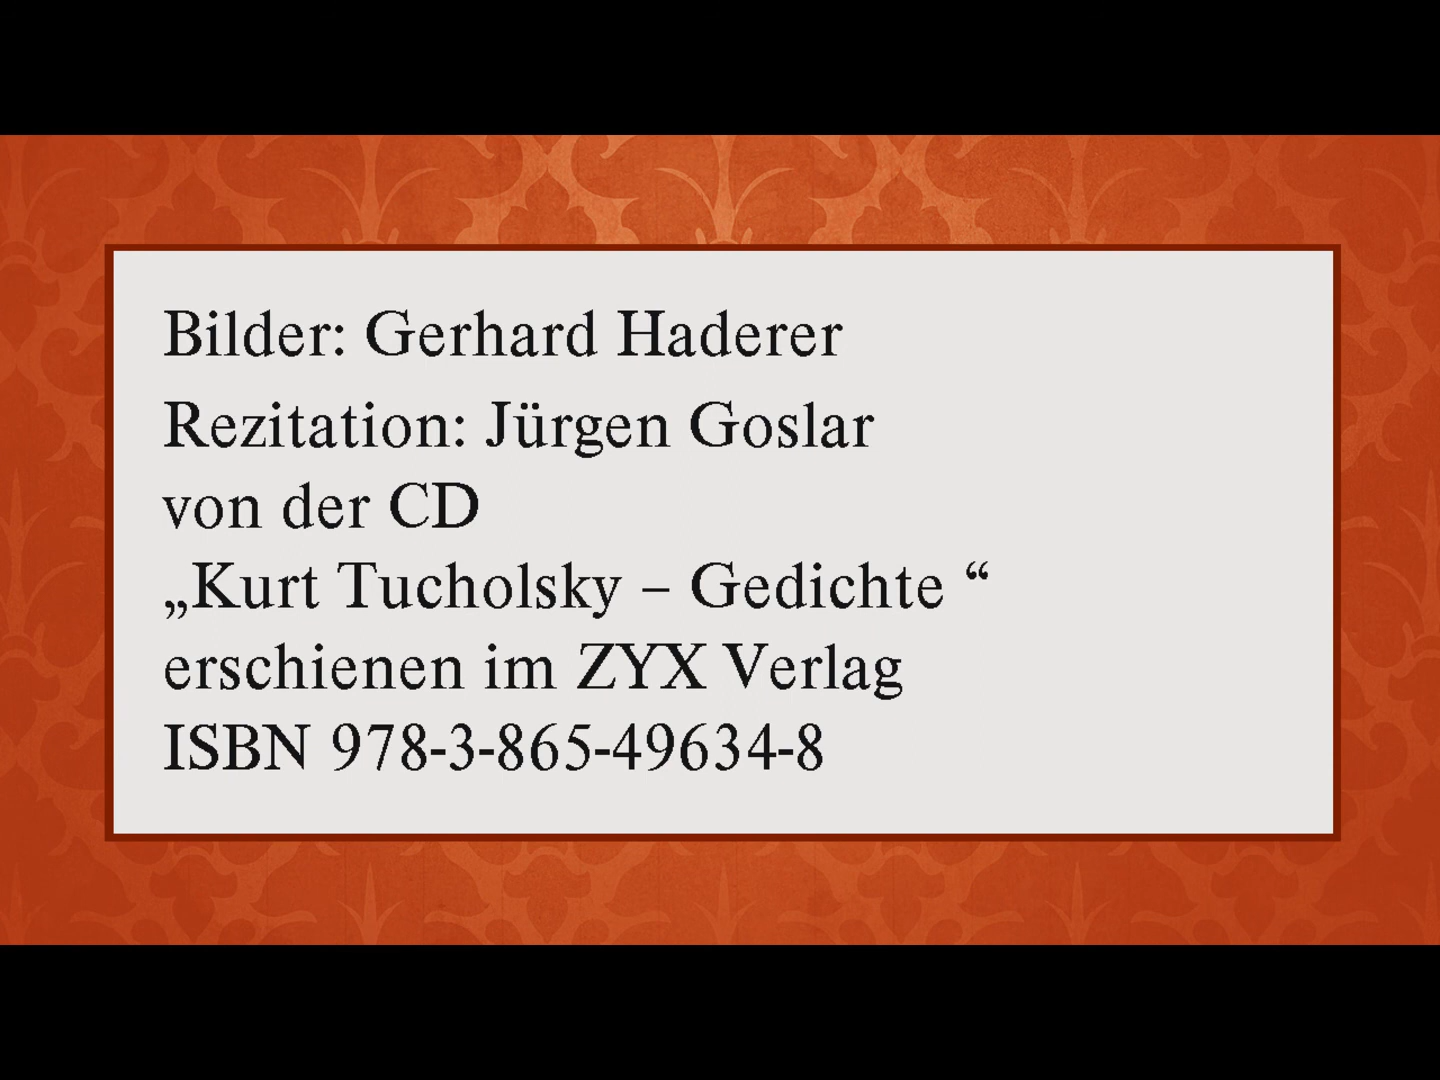 Bilder: Gerhard Haderer
Rezitation: Jürgen Goslar
von der CD
„Kurt Tucholsky – Gedichte “
erschienen im ZYX Verlag
ISBN 978-3-865-49634-8